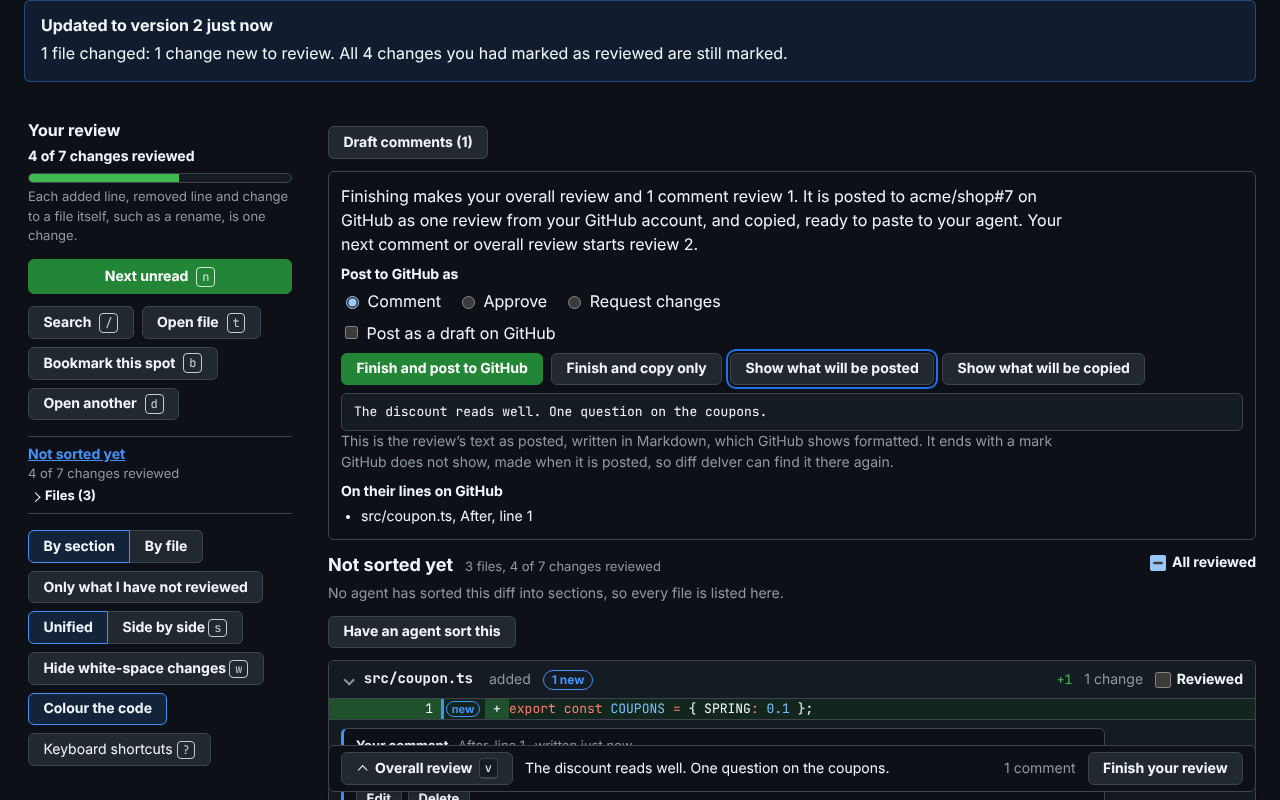 Updated to version 2 just now
1 file changed: 1 change new to review. All 4 changes you had marked as reviewed are still marked.
Your review
4 of 7 changes reviewed
Each added line, removed line and change
to a file itself, such as a rename, is one
change.
Next unread n
Search / Open file t
Bookmark this spot b
Open another d
Not sorted yet
4 of 7 changes reviewed
Files (3)
By section By file
Only what I have not reviewed
Unified Side by side s
Hide white-space changes w
Colour the code
Keyboard shortcuts ?
Draft comments (1)
Finishing makes your overall review and 1 comment review 1. It is posted to acme/shop#7 on
GitHub as one review from your GitHub account, and copied, ready to paste to your agent. Your
next comment or overall review starts review 2.
Post to GitHub as
Comment Approve Request changes
Post as a draft on GitHub
Finish and post to GitHub Finish and copy only Show what will be posted Show what will be copied
The discount reads well. One question on the coupons.
This is the review’s text as posted, written in Markdown, which GitHub shows formatted. It ends with a mark
GitHub does not show, made when it is posted, so diff delver can find it there again.
On their lines on GitHub
• src/coupon.ts, After, line 1
Not sorted yet 3 files, 4 of 7 changes reviewed All reviewed
No agent has sorted this diff into sections, so every file is listed here.
Have an agent sort this
src/coupon.ts added 1 new +1 1 change Reviewed
1 new + export const COUPONS = { SPRING: 0.1 };
Your comment After, line 1, written just now
Overall review v The discount reads well. One question on the coupons. 1 comment Finish your review
Edit Delete